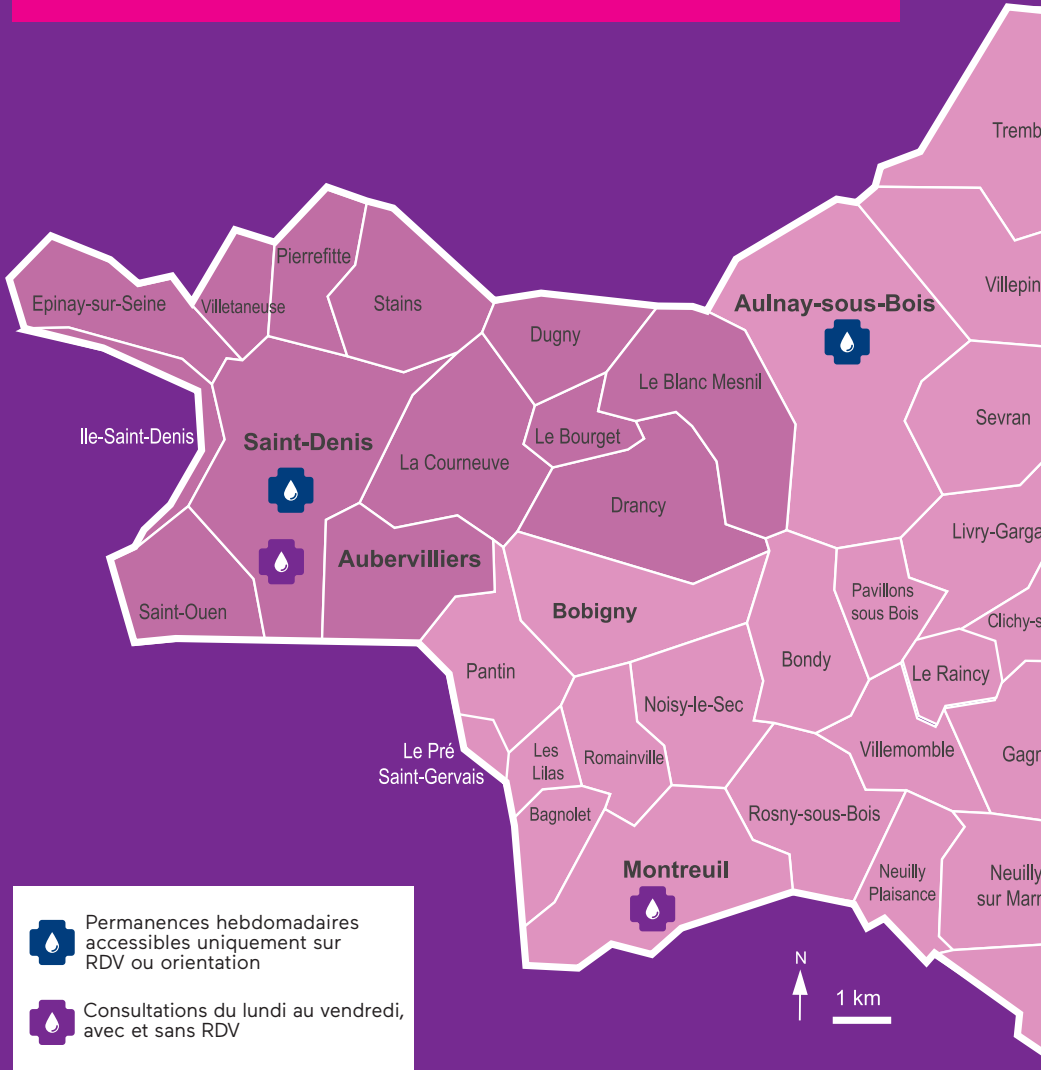 Tremb
Pierrefitte
Villepin
Epinay-sur-Seine
Villetaneuse
Stains
Aulnay-sous-Bois
Dugny
Le Blanc Mesnil
Sevran
Ile-Saint-Denis
Saint-Denis
Le Bourget
La Courneuve
Drancy
Livry-Garga
Aubervilliers
Saint-Ouen
Bobigny
Pavillons
sous Bois
Clichy-s
Pantin
Bondy
Le Raincy
Noisy-le-Sec
Le Pré
Saint-Gervais
Les
Lilas
Romainville
Villemomble
Gagn
Bagnolet
Rosny-sous-Bois
Montreuil
Neuilly
Plaisance
Neuilly
sur Marn
Permanences hebdomadaires
accessibles uniquement sur
RDV ou orientation
Consultations du lundi au vendredi,
avec et sans RDV
N
1 km